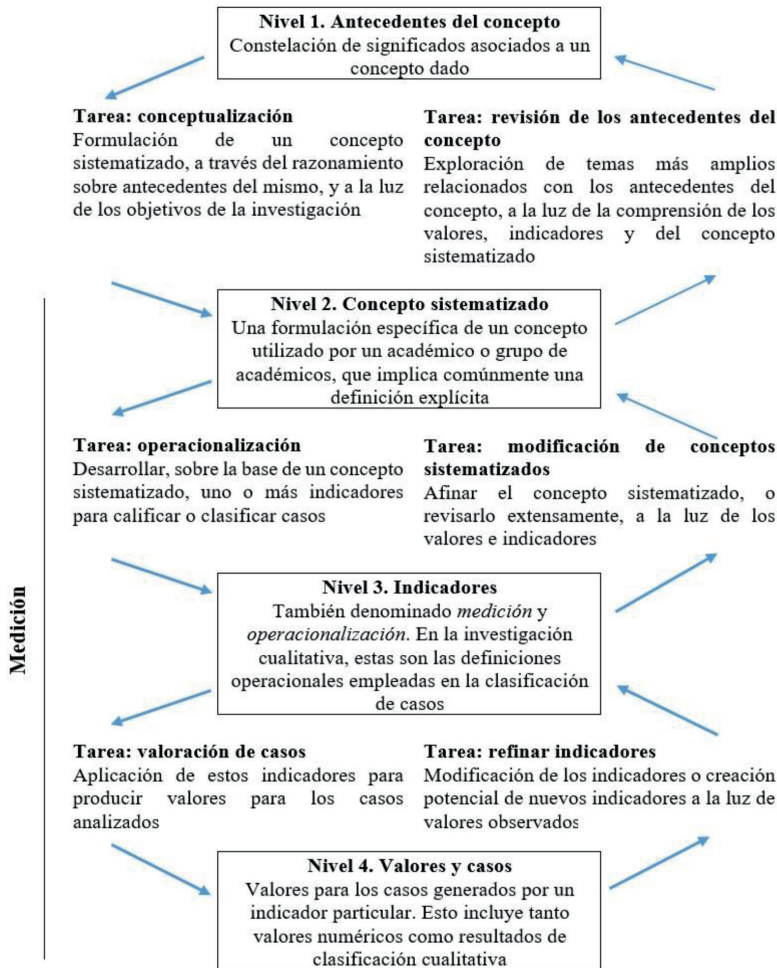 Nivel 1. Antecedentes del concepto
Constelación de significados asociados a un
concepto dado
Tarea: conceptualización
Formulación de un concepto
sistematizado, a través del razonamiento
sobre antecedentes del mismo, y a la luz
de los objetivos de la investigación
Tarea: revisión de los antecedentes del
concepto
Exploración de temas más amplios
relacionados con los antecedentes del
concepto, a la luz de la comprensión de los
valores, indicadores y del concepto
sistematizado
Nivel 2. Concepto sistematizado
Una formulación específica de un concepto
utilizado por un académico o grupo de
académicos, que implica comúnmente una
definición explícita
Tarea: operacionalización
Desarrollar, sobre la base de un concepto
sistematizado, uno o más indicadores
para calificar o clasificar casos
Tarea: modificación de conceptos
sistematizados
Afinar el concepto sistematizado, o
revisarlo extensamente, a la luz de los
valores e indicadores
Medición
Nivel 3. Indicadores
También denominado medición y
operacionalización. En la investigación
cualitativa, estas son las definiciones
operacionales empleadas en la clasificación
de casos
Tarea: valoración de casos
Aplicación de estos indicadores para
producir valores para los casos
analizados
Tarea: refinar indicadores
Modificación de los indicadores o creación
potencial de nuevos indicadores a la luz de
valores observados
Nivel 4. Valores y casos
Valores para los casos generados por un
indicador particular. Esto incluye tanto
valores numéricos como resultados de
clasificación cualitativa